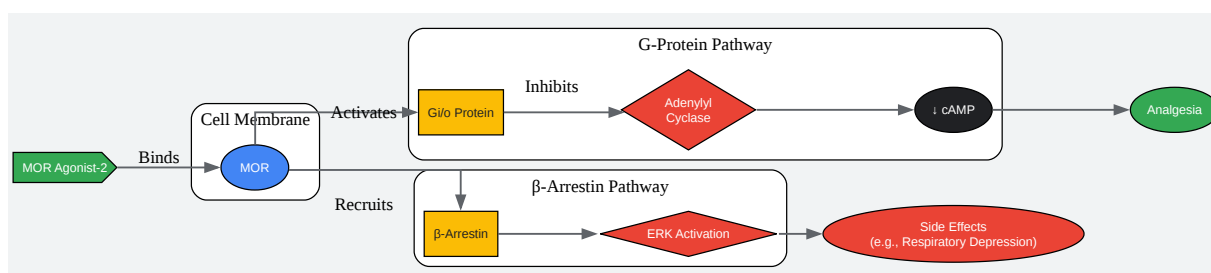 G-Protein Pathway
Inhibits
Adenylyl
Cyclase
Gi/o Protein
↓ cAMP
Analgesia
Activates
Cell Membrane
MOR Agonist-2
Binds
MOR
β-Arrestin Pathway
Recruits
β-Arrestin
ERK Activation
Side Effects
(e.g., Respiratory Depression)